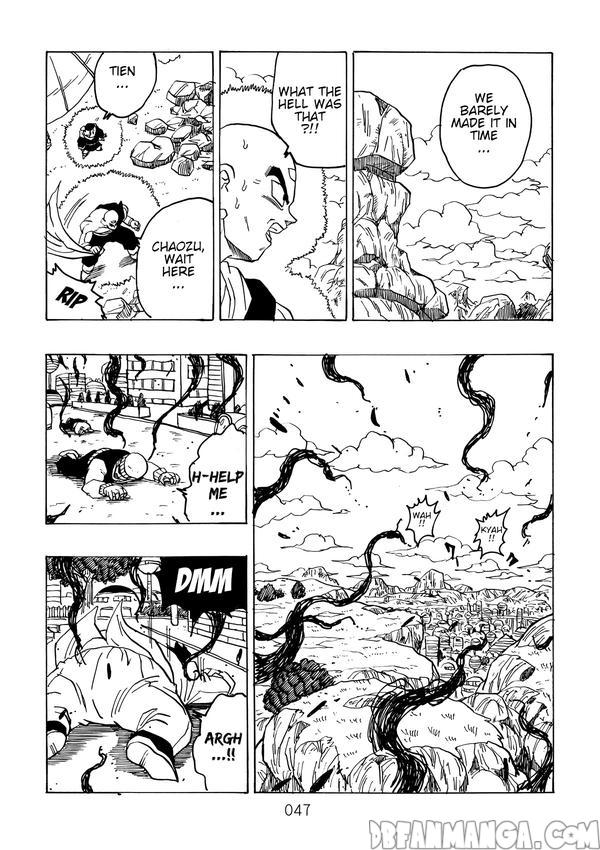 WE
BARELY
MADE IT IN
TIME
...
WHAT THE
HELL WAS
THAT
?!!
TIEN
...
CHAOZU,
WAIT
HERE
...
RIP
WAH
!!
KYAH
!!
H-HELP
ME
...
DMM
ARGH
...!!
047
DBFANMANGA.COM